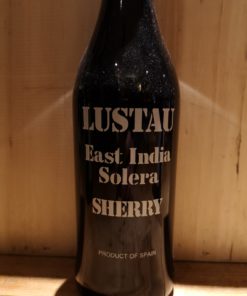 LUSTAU
East India
Solera
SHERRY
PRODUCT OF SPAIN